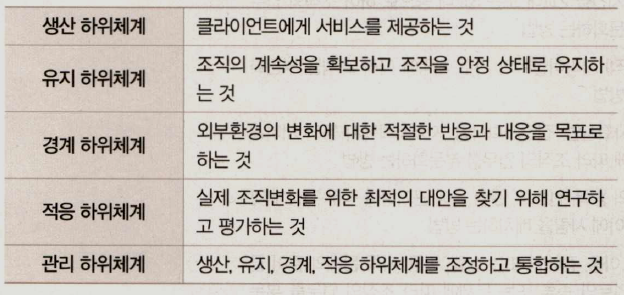 생산 하위체계 클라이언트에게 서비스를 제공하는 것
유지 하위체계 조직의 계속성을 확보하고 조직을 안정 상태로 유지하
는 것
경계 하위체계 외부환경의 변화에 대한 적절한 반응과 대응을 목표로
하는 것
적응 하위체계 실제 조직변화를 위한 최적의 대안을 찾기 위해 연구하
고 평가하는 것
관리 하위체계 생산, 유지, 경계, 적응 하위체계를 조정하고 통합하는 것